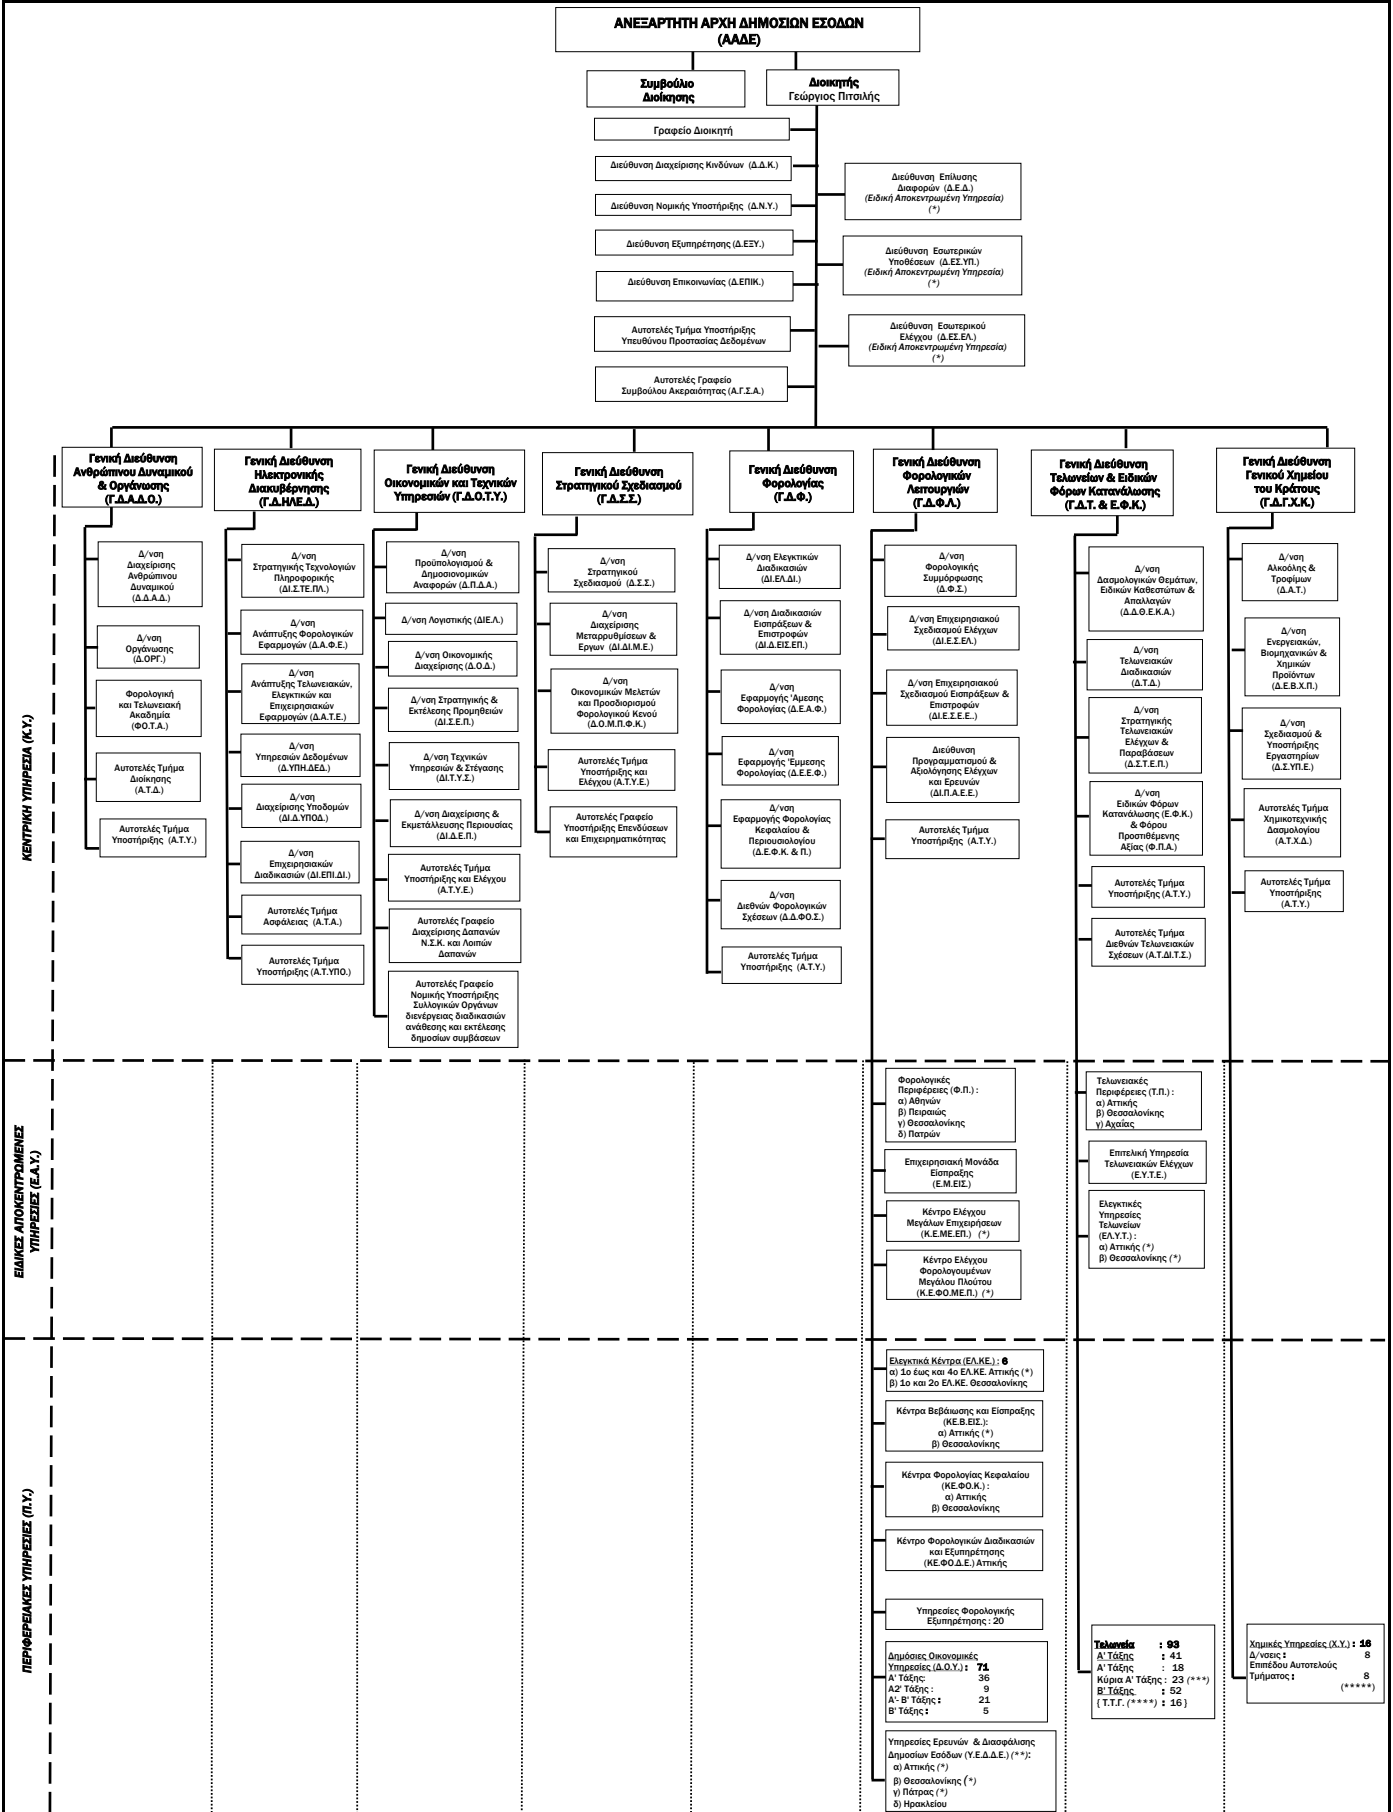 ΑΝΕΞΑΡΤΗΤΗ ΑΡΧΗ ΔΗΜΟΣΙΩΝ ΕΣΟΔΩΝ
(ΑΑΔΕ)
Συμβούλιο
Διοίκησης
Διοικητής
Γεώργιος Πιτσιλής
Γραφείο Διοικητή
Διεύθυνση Διαχείρισης Κινδύνων (Δ.Δ.Κ.)
Διεύθυνση Νομικής Υποστήριξης (Δ.Ν.Υ.)
Διεύθυνση Εξυπηρέτησης (Δ.ΕΞΥ.)
Διεύθυνση Επικοινωνίας (Δ.ΕΠΙΚ.)
Αυτοτελές Τμήμα Υποστήριξης
Υπευθύνου Προστασίας Δεδομένων
Αυτοτελές Γραφείο
Συμβούλου Ακεραιότητας (Α.Γ.Σ.Α.)
Διεύθυνση Επίλυσης
Διαφορών (Δ.Ε.Δ.)
(Ειδική Αποκεντρωμένη Υπηρεσία)
(*)
Διεύθυνση Εσωτερικών
Υποθέσεων (Δ.ΕΣ.ΥΠ.)
(Ειδική Αποκεντρωμένη Υπηρεσία)
(*)
Διεύθυνση Εσωτερικού
Ελέγχου (Δ.ΕΣ.ΕΛ.)
(Ειδική Αποκεντρωμένη Υπηρεσία)
(*)
ΚΕΝΤΡΙΚΗ ΥΠΗΡΕΣΙΑ (Κ.Υ.)
Γενική Διεύθυνση
Ανθρώπινου Δυναμικού
& Οργάνωσης
(Γ.Δ.Α.Δ.Ο.)
Δ/νση
Διαχείρισης
Ανθρώπινου
Δυναμικού
(Δ.Δ.Α.Δ.)
Δ/νση
Οργάνωσης
(Δ.ΟΡΓ.)
Φορολογική
και Τελωνειακή
Ακαδημία
(ΦΟ.Τ.Α.)
Αυτοτελές Τμήμα
Διοίκησης
(Α.Τ.Δ.)
Αυτοτελές Τμήμα
Υποστήριξης (Α.Τ.Υ.)
Γενική Διεύθυνση
Ηλεκτρονικής
Διακυβέρνησης
(Γ.Δ.ΗΛΕ.Δ.)
Δ/νση
Στρατηγικής Τεχνολογιών
Πληροφορικής
(ΔΙ.Σ.ΤΕ.ΠΛ.)
Δ/νση
Ανάπτυξης Φορολογικών
Εφαρμογών (Δ.Α.Φ.Ε.)
Δ/νση
Ανάπτυξης Τελωνειακών,
Ελεγκτικών και
Επιχειρησιακών
Εφαρμογών (Δ.Α.Τ.Ε.)
Δ/νση
Υπηρεσιών Δεδομένων
(Δ.ΥΠΗ.ΔΕΔ.)
Δ/νση
Διαχείρισης Υποδομών
(ΔΙ.Δ.ΥΠΟΔ.)
Δ/νση
Επιχειρησιακών
Διαδικασιών (ΔΙ.ΕΠΙ.ΔΙ.)
Αυτοτελές Τμήμα
Ασφάλειας (Α.Τ.Α.)
Αυτοτελές Τμήμα
Υποστήριξης (Α.Τ.ΥΠΟ.)
Γενική Διεύθυνση
Οικονομικών και Τεχνικών
Υπηρεσιών (Γ.Δ.Ο.Τ.Υ.)
Δ/νση
Προϋπολογισμού &
Δημοσιονομικών
Αναφορών (Δ.Π.Δ.Α.)
Δ/νση Λογιστικής (ΔΙΕ.Λ.)
Δ/νση Οικονομικής
Διαχείρισης (Δ.Ο.Δ.)
Δ/νση Στρατηγικής &
Εκτέλεσης Προμηθειών
(ΔΙ.Σ.Ε.Π.)
Δ/νση Τεχνικών
Υπηρεσιών & Στέγασης
(ΔΙ.Τ.Υ.Σ.)
Δ/νση Διαχείρισης &
Εκμετάλλευσης Περιουσίας
(ΔΙ.Δ.Ε.Π.)
Αυτοτελές Τμήμα
Υποστήριξης και Ελέγχου
(Α.Τ.Υ.Ε.)
Αυτοτελές Γραφείο
Διαχείρισης Δαπανών
Ν.Σ.Κ. και Λοιπών
Δαπανών
Αυτοτελές Γραφείο
Νομικής Υποστήριξης
Συλλογικών Οργάνων
διενέργειας διαδικασιών
ανάθεσης και εκτέλεσης
δημοσίων συμβάσεων
Γενική Διεύθυνση
Στρατηγικού Σχεδιασμού
(Γ.Δ.Σ.Σ.)
Δ/νση
Στρατηγικού
Σχεδιασμού (Δ.Σ.Σ.)
Δ/νση
Διαχείρισης
Μεταρρυθμίσεων &
Εργων (ΔΙ.ΔΙ.Μ.Ε.)
Δ/νση
Οικονομικών Μελετών
και Προσδιορισμού
Φορολογικού Κενού
(Δ.Ο.Μ.Π.Φ.Κ.)
Αυτοτελές Τμήμα
Υποστήριξης και
Ελέγχου (Α.Τ.Υ.Ε.)
Αυτοτελές Γραφείο
Υποστήριξης Επενδύσεων
και Επιχειρηματικότητας
Γενική Διεύθυνση
Φορολογίας
(Γ.Δ.Φ.)
Δ/νση Ελεγκτικών
Διαδικασιών
(ΔΙ.ΕΛ.ΔΙ.)
Δ/νση Διαδικασιών
Εισπράξεων &
Επιστροφών
(ΔΙ.Δ.ΕΙΣ.ΕΠ.)
Δ/νση
Εφαρμογής 'Αμεσης
Φορολογίας (Δ.Ε.Α.Φ.)
Δ/νση
Εφαρμογής 'Έμμεσης
Φορολογίας (Δ.Ε.Ε.Φ.)
Δ/νση
Εφαρμογής Φορολογίας
Κεφαλαίου &
Περιουσιολογίου
(Δ.Ε.Φ.Κ. & Π.)
Δ/νση
Διεθνών Φορολογικών
Σχέσεων (Δ.Δ.ΦΟ.Σ.)
Αυτοτελές Τμήμα
Υποστήριξης (Α.Τ.Υ.)
Γενική Διεύθυνση
Φορολογικών
Λειτουργιών
(Γ.Δ.Φ.Λ.)
Δ/νση
Φορολογικής
Συμμόρφωσης
(Δ.Φ.Σ.)
Δ/νση Επιχειρησιακού
Σχεδιασμού Ελέγχων
(ΔΙ.Ε.Σ.ΕΛ.)
Δ/νση Επιχειρησιακού
Σχεδιασμού Εισπράξεων &
Επιστροφών
(ΔΙ.Ε.Σ.Ε.Ε.)
Διεύθυνση
Προγραμματισμού &
Αξιολόγησης Ελέγχων
και Ερευνών
(ΔΙ.Π.Α.Ε.Ε.)
Αυτοτελές Τμήμα
Υποστήριξης (Α.Τ.Υ.)
Γενική Διεύθυνση
Τελωνείων & Ειδικών
Φόρων Κατανάλωσης
(Γ.Δ.Τ. & Ε.Φ.Κ.)
Δ/νση
Δασμολογικών Θεμάτων,
Ειδικών Καθεστώτων &
Απαλλαγών
(Δ.Δ.Θ.Ε.Κ.Α.)
Δ/νση
Τελωνειακών
Διαδικασιών
(Δ.Τ.Δ.)
Δ/νση
Στρατηγικής
Τελωνειακών
Ελέγχων &
Παραβάσεων
(Δ.Σ.Τ.Ε.Π.)
Δ/νση
Ειδικών Φόρων
Κατανάλωσης (Ε.Φ.Κ.)
& Φόρου
Προστιθέμενης
Αξίας (Φ.Π.Α.)
Αυτοτελές Τμήμα
Υποστήριξης (Α.Τ.Υ.)
Αυτοτελές Τμήμα
Διεθνών Τελωνειακών
Σχέσεων (Α.Τ.ΔΙ.Τ.Σ.)
Γενική Διεύθυνση
Γενικού Χημείου
του Κράτους
(Γ.Δ.Γ.Χ.Κ.)
Δ/νση
Αλκοόλης &
Τροφίμων
(Δ.Α.Τ.)
Δ/νση
Ενεργειακών,
Βιομηχανικών &
Χημικών
Προϊόντων
(Δ.Ε.Β.Χ.Π.)
Δ/νση
Σχεδιασμού &
Υποστήριξης
Εργαστηρίων
(Δ.Σ.ΥΠ.Ε.)
Αυτοτελές Τμήμα
Χημικοτεχνικής
Δασμολογίου
(Α.Τ.Χ.Δ.)
Αυτοτελές Τμήμα
Υποστήριξης
(Α.Τ.Υ.)
ΕΙΔΙΚΕΣ ΑΠΟΚΕΝΤΡΩΜΕΝΕΣ
ΥΠΗΡΕΣΙΕΣ (Ε.Α.Υ.)
Φορολογικές
Περιφέρειες (Φ.Π.) :
α) Αθηνών
β) Πειραιώς
γ) Θεσσαλονίκης
δ) Πατρών
Επιχειρησιακή Μονάδα
Είσπραξης
(Ε.Μ.ΕΙΣ.)
Κέντρο Ελέγχου
Μεγάλων Επιχειρήσεων
(Κ.Ε.ΜΕ.ΕΠ.) (*)
Κέντρο Ελέγχου
Φορολογουμένων
Μεγάλου Πλούτου
(Κ.Ε.ΦΟ.ΜΕ.Π.) (*)
Τελωνειακές
Περιφέρειες (Τ.Π.) :
α) Αττικής
β) Θεσσαλονίκης
γ) Αχαΐας
Επιτελική Υπηρεσία
Τελωνειακών Ελέγχων
(Ε.Υ.Τ.Ε.)
Ελεγκτικές
Υπηρεσίες
Τελωνείων
(ΕΛ.Υ.Τ.) :
α) Αττικής (*)
β) Θεσσαλονίκης (*)
ΠΕΡΙΦΕΡΕΙΑΚΕΣ ΥΠΗΡΕΣΙΕΣ (Π.Υ.)
Ελεγκτικά Κέντρα (ΕΛ.ΚΕ.) : 6
α) 1ο έως και 4ο ΕΛ.ΚΕ. Αττικής (*)
β) 1ο και 2ο ΕΛ.ΚΕ. Θεσσαλονίκης
Κέντρα Βεβαίωσης και Είσπραξης
(ΚΕ.Β.ΕΙΣ.):
α) Αττικής (*)
β) Θεσσαλονίκης
Κέντρα Φορολογίας Κεφαλαίου
(ΚΕ.ΦΟ.Κ.) :
α) Αττικής
β) Θεσσαλονίκης
Κέντρο Φορολογικών Διαδικασιών
και Εξυπηρέτησης
(ΚΕ.ΦΟ.Δ.Ε.) Αττικής
Υπηρεσίες Φορολογικής
Εξυπηρέτησης : 20
Δημόσιες Οικονομικές
Υπηρεσίες (Δ.Ο.Υ.) : 71
Α' Τάξης: 36
Α2' Τάξης : 9
Α'- Β' Τάξης : 21
Β' Τάξης : 5
Υπηρεσίες Ερευνών & Διασφάλισης
Δημοσίων Εσόδων (Υ.Ε.Δ.Δ.Ε.) (**):
α) Αττικής (*)
β) Θεσσαλονίκης (*)
γ) Πάτρας (*)
δ) Ηρακλείου
Τελωνεία : 93
Α' Τάξης : 41
Α' Τάξης : 18
Κύρια Α' Τάξης : 23 (***)
Β' Τάξης : 52
{ Τ.Τ.Γ. (****) : 16 }
Χημικές Υπηρεσίες (Χ.Υ.) : 16
Δ/νσεις : 8
Επιπέδου Αυτοτελούς
Τμήματος : 8
(*****)